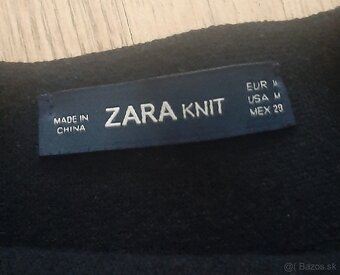 MADE IN
CHINA
ZARA KNIT
EUR M
USA M
MEX 28
© Bazos.sk